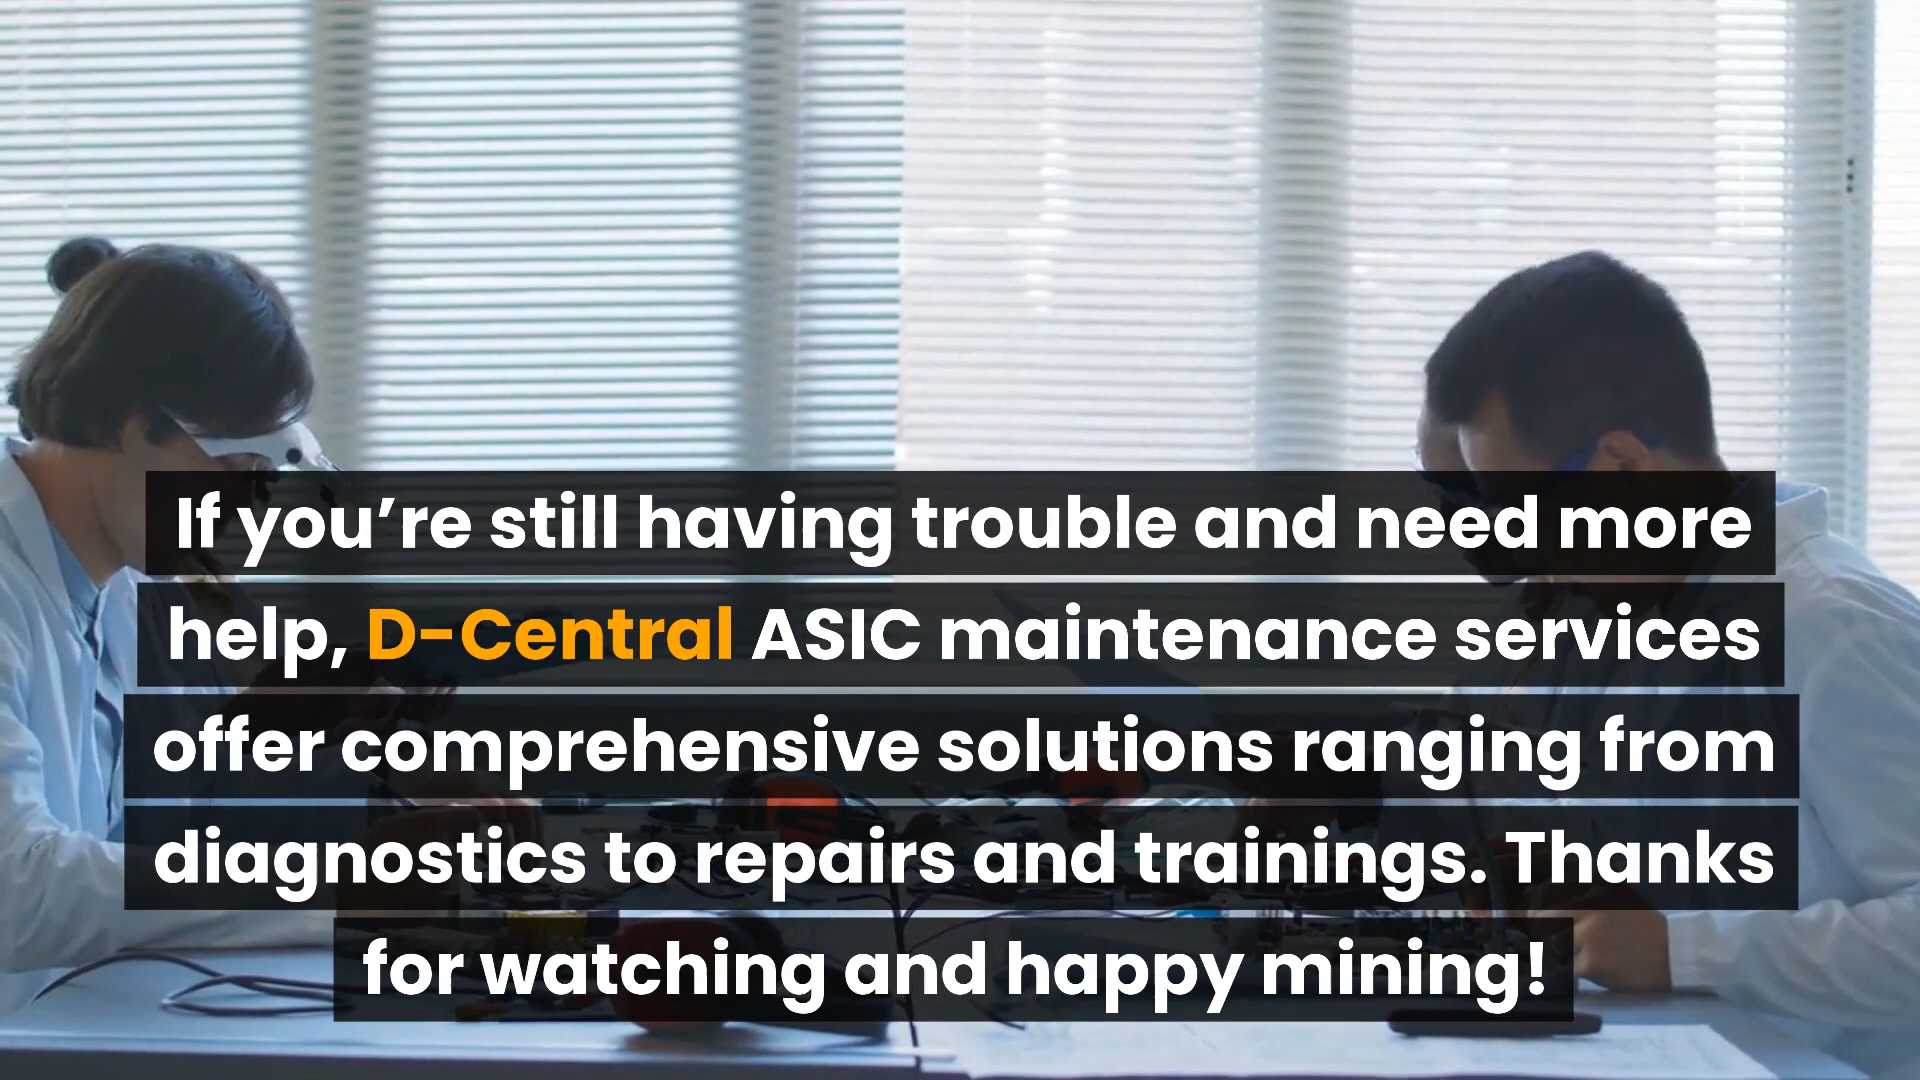 If you’re still having trouble and need more
help, D-Central ASIC maintenance services
offer comprehensive solutions ranging from
diagnostics to repairs and trainings. Thanks
for watching and happy mining!